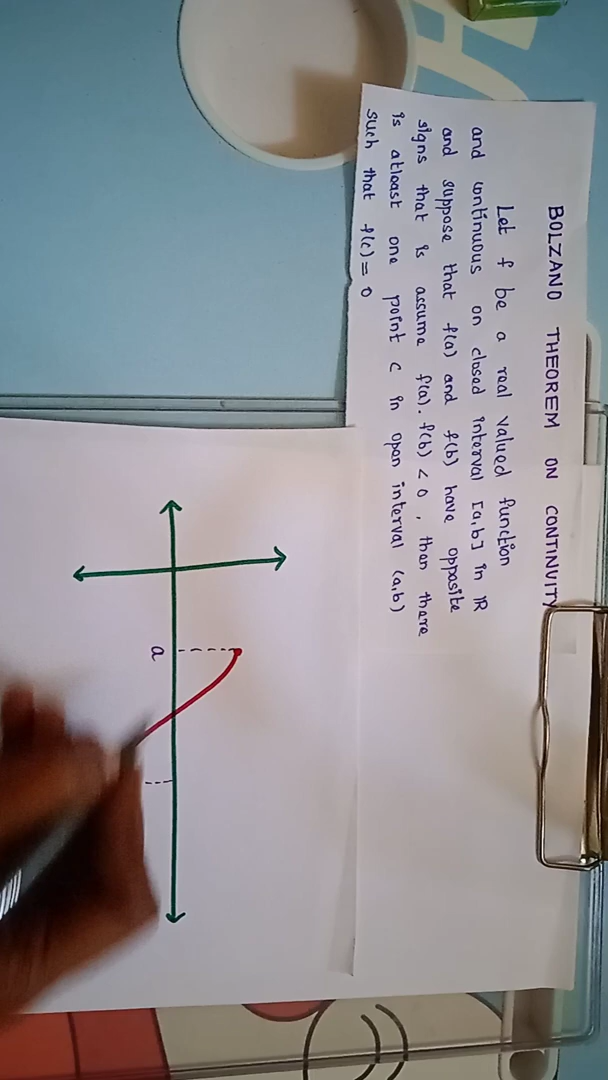 BOLZANO THEOREM ON CONTINUITY
Let f be a real valued function
and continuous on closed interval [a,b] in IR
and suppose that f(a) and f(b) have opposite
signs that is assume f(a). f(b) < 0 , then there
is atleast one point c in open interval (a,b)
such that f(c) = 0
a